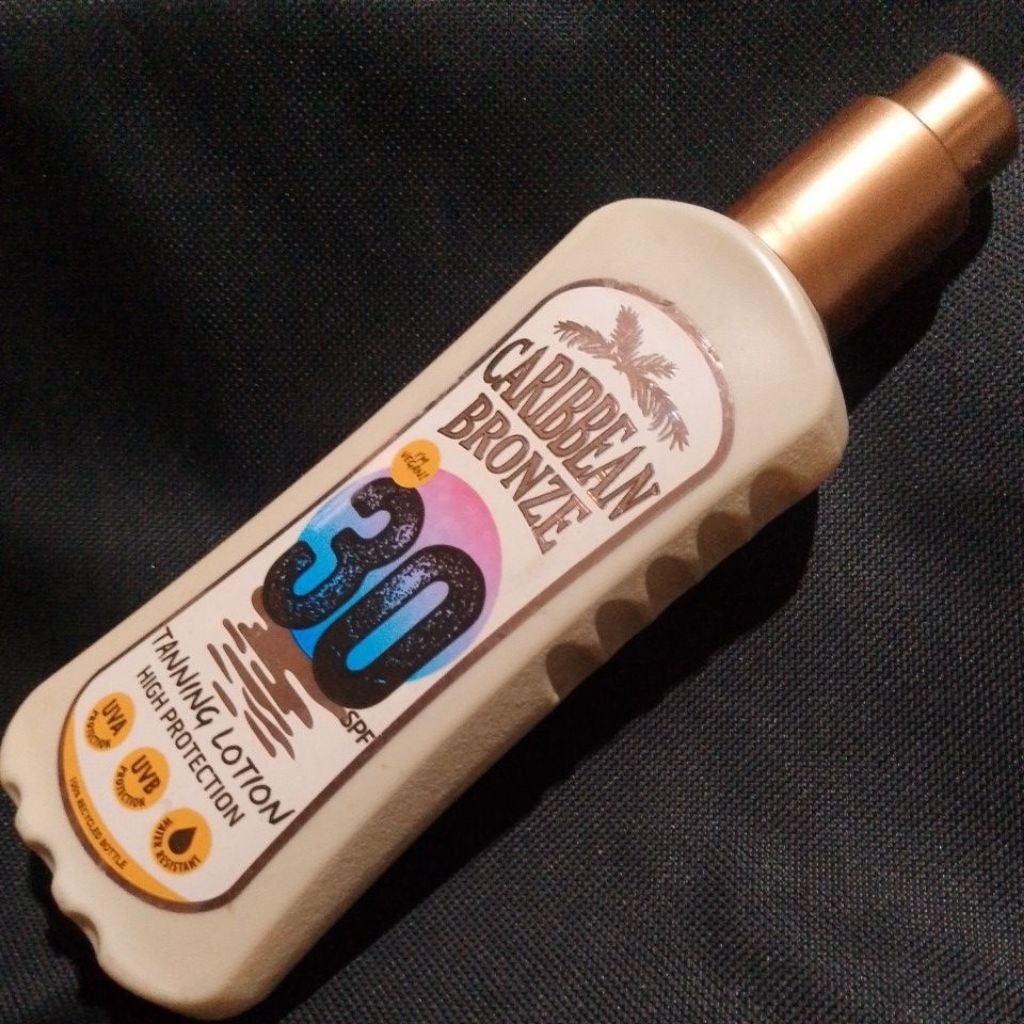 CARIBBEAN
BRONZE
I'M
VEGAN!
30
SPF
TANNING LOTION
HIGH PROTECTION
UVA
PROTECTION
UVB
PROTECTION
WATER
RESISTANT
100% RECYCLED BOTTLE